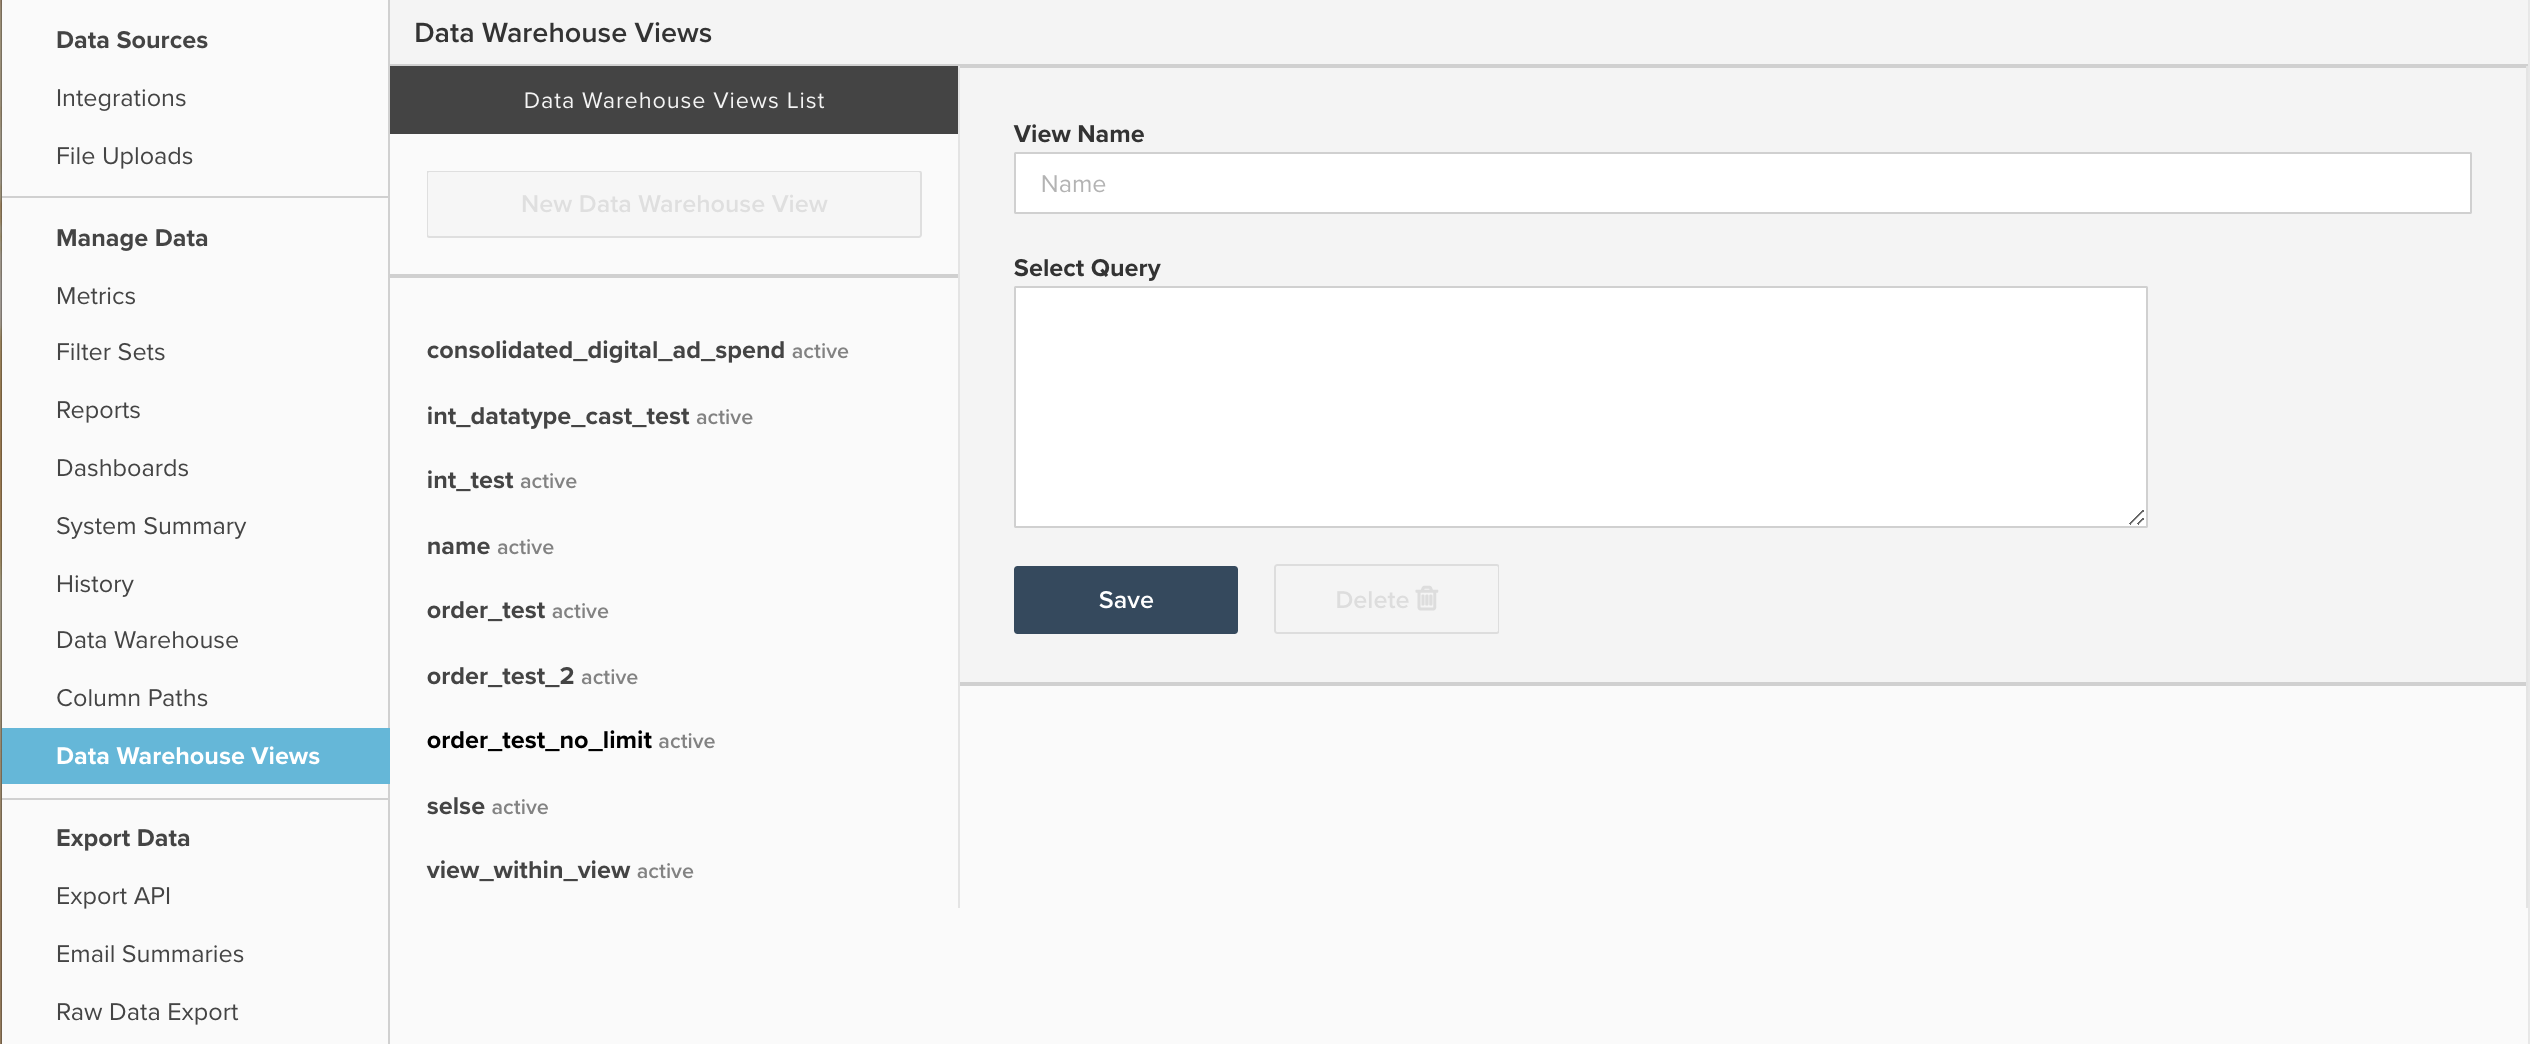 Data Sources
Integrations
File Uploads
Manage Data
Metrics
Filter Sets
Reports
Dashboards
System Summary
History
Data Warehouse
Column Paths
Data Warehouse Views
Export Data
Export API
Email Summaries
Raw Data Export
Data Warehouse Views
Data Warehouse Views List
New Data Warehouse View
consolidated_digital_ad_spend active
int_datatype_cast_test active
int_test active
name active
order_test active
order_test_2 active
order_test_no_limit active
selse active
view_within_view active
View Name
Name
Select Query
Save
Delete